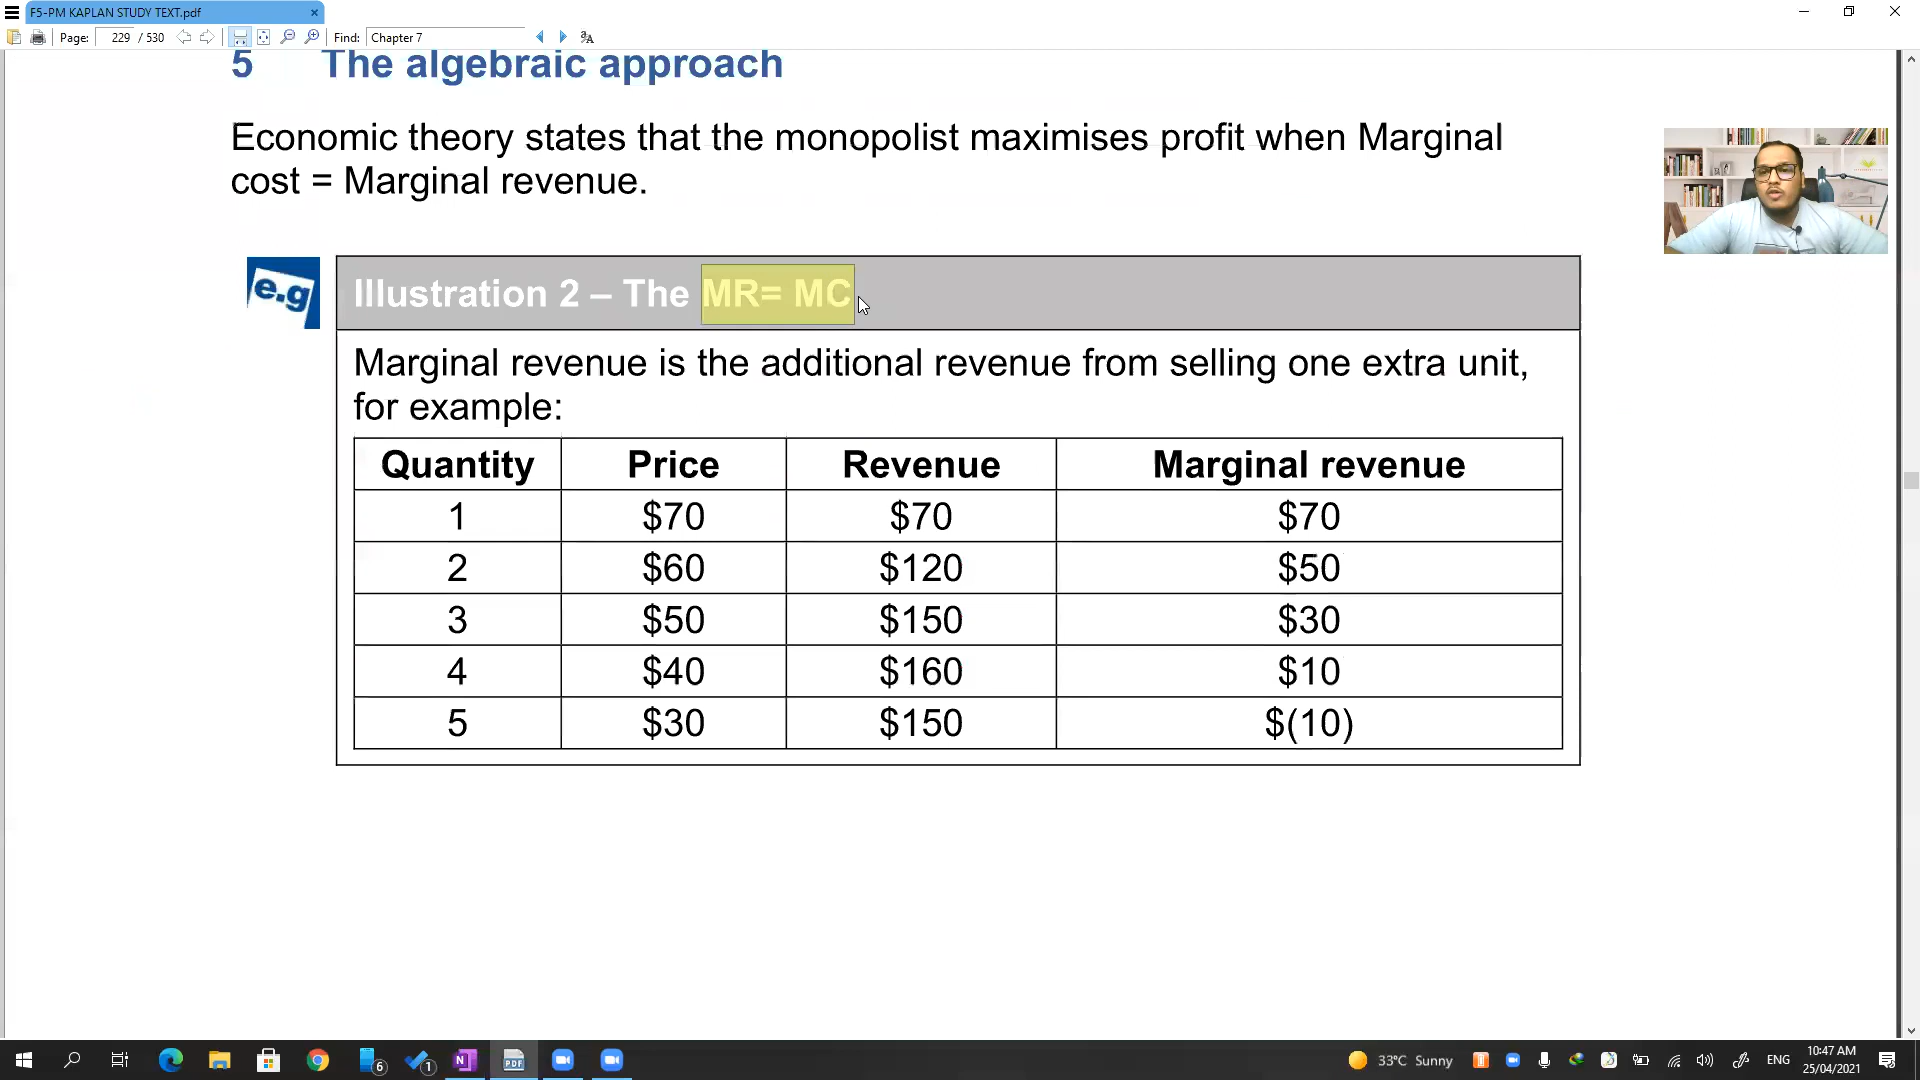 F5-PM KAPLAN STUDY TEXT.pdf
Page: 229 / 530 Find: Chapter 7
5 The algebraic approach
Economic theory states that the monopolist maximises profit when Marginal
cost = Marginal revenue.
e.g
Illustration 2 – The MR= MC
Marginal revenue is the additional revenue from selling one extra unit,
for example:
Quantity Price Revenue Marginal revenue
1 $70 $70 $70
2 $60 $120 $50
3 $50 $150 $30
4 $40 $160 $10
5 $30 $150 $(10)
6 1 N PDF 33°C Sunny ENG 10:47 AM
25/04/2021